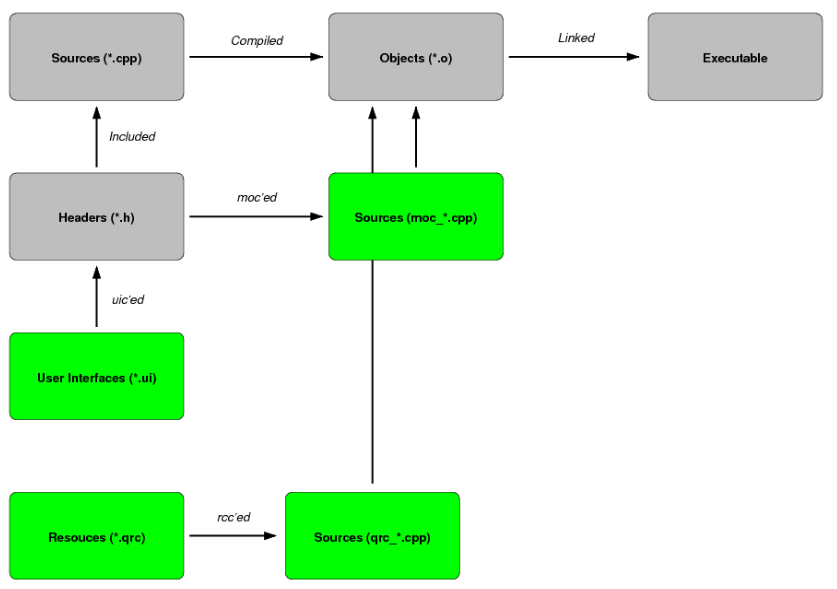 Sources (*.cpp)
Compiled
Objects (*.o)
Linked
Executable
Included
Headers (*.h)
moc'ed
Sources (moc_*.cpp)
uic'ed
User Interfaces (*.ui)
Resouces (*.qrc)
rcc'ed
Sources (qrc_*.cpp)